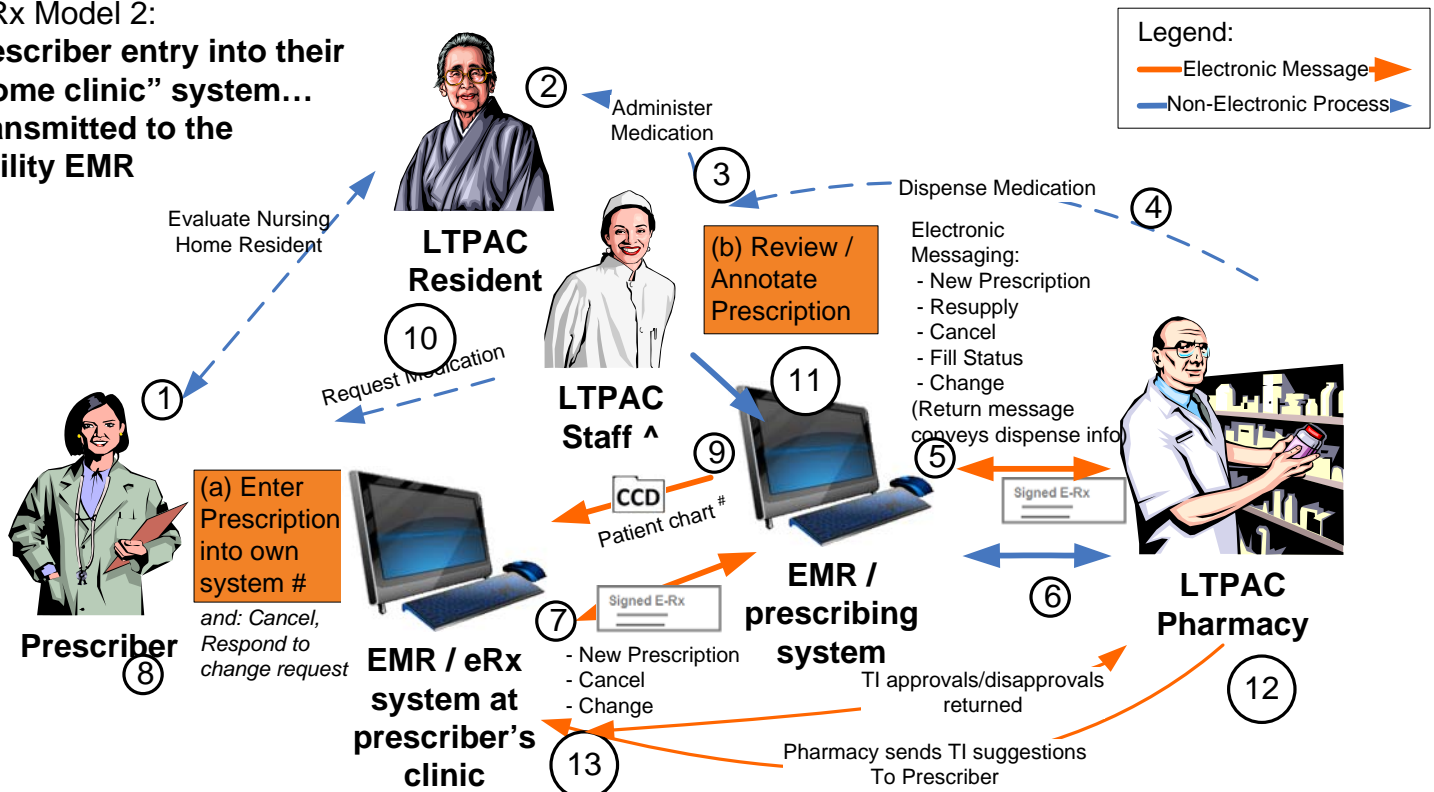 Rx Model 2:
escriber entry into their
ome clinic” system…
ansmitted to the
ility EMR
Legend:
Electronic Message
Non-Electronic Process
2
Administer
Medication
3
Dispense Medication
4
Evaluate Nursing
Home Resident
LTPAC
Resident
(b) Review /
Annotate
Prescription
Electronic
Messaging:
- New Prescription
- Resupply
- Cancel
- Fill Status
- Change
(Return message
conveys dispense info)
10
Request Medication
1
LTPAC
Staff ^
11
9
CCD
Patient chart #
5
Signed E-Rx
6
(a) Enter
Prescription
into own
system #
and: Cancel,
Respond to
change request
Prescriber
8
7
Signed E-Rx
- New Prescription
- Cancel
- Change
EMR /
prescribing
system
LTPAC
Pharmacy
12
EMR / eRx
system at
prescriber’s
clinic
13
TI approvals/disapprovals
returned
Pharmacy sends TI suggestions
To Prescriber